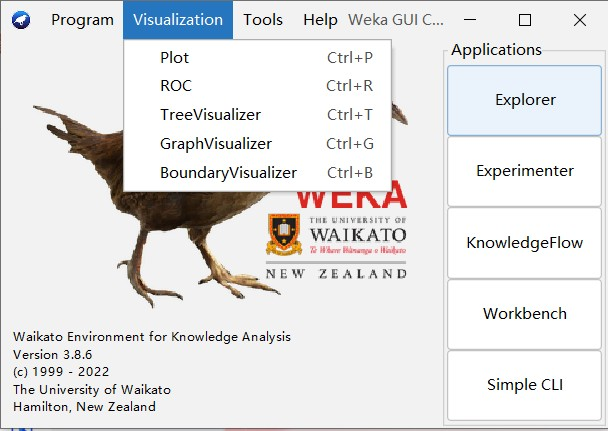 Program Visualization Tools Help Weka GUI C...
Applications
Plot Ctrl+P
ROC Ctrl+R
TreeVisualizer Ctrl+T
GraphVisualizer Ctrl+G
BoundaryVisualizer Ctrl+B
Explorer
Experimenter
KnowledgeFlow
Workbench
Simple CLI
WEKA
THE UNIVERSITY OF
WAIKATO
Te Whare Wānanga o Waikato
NEW ZEALAND
Waikato Environment for Knowledge Analysis
Version 3.8.6
(c) 1999 - 2022
The University of Waikato
Hamilton, New Zealand